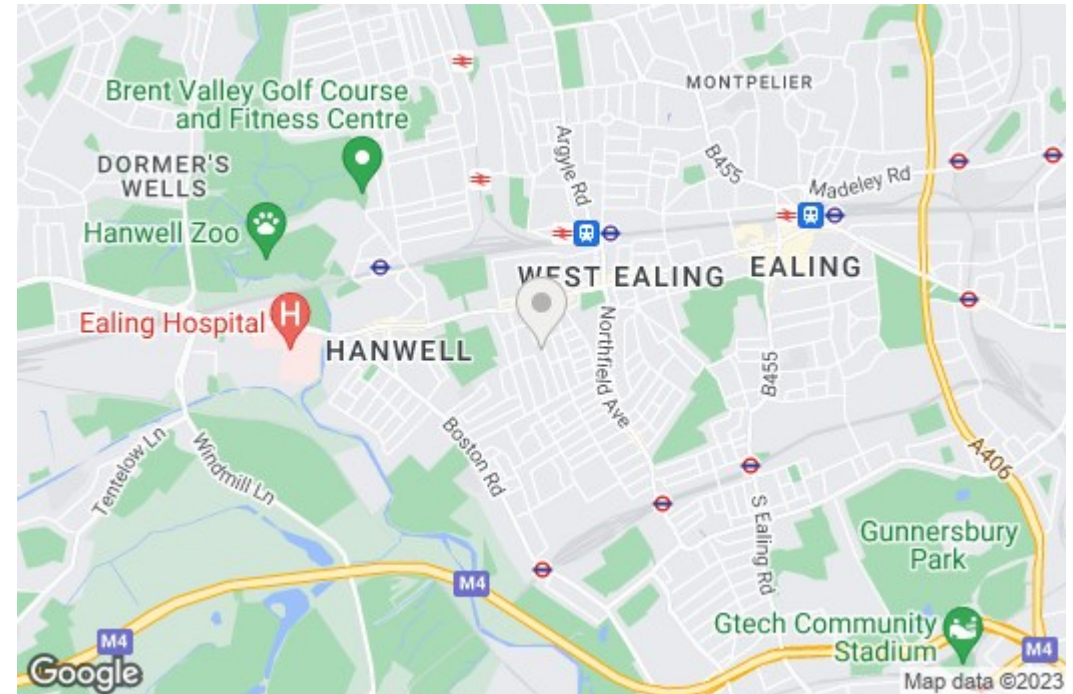 MONTPELIER
Brent Valley Golf Course
and Fitness Centre
Argyle Rd
B455
DORMER'S
WELLS
Madeley Rd
Hanwell Zoo
WEST EALING
EALING
Ealing Hospital
H
HANWELL
Northfield Ave
B455
Boston Rd
A406
Tentelow Ln
Windmill Ln
S Ealing Rd
Gunnersbury
Park
M4
Gtech Community
Stadium
M4
M4
Google
Map data ©2023